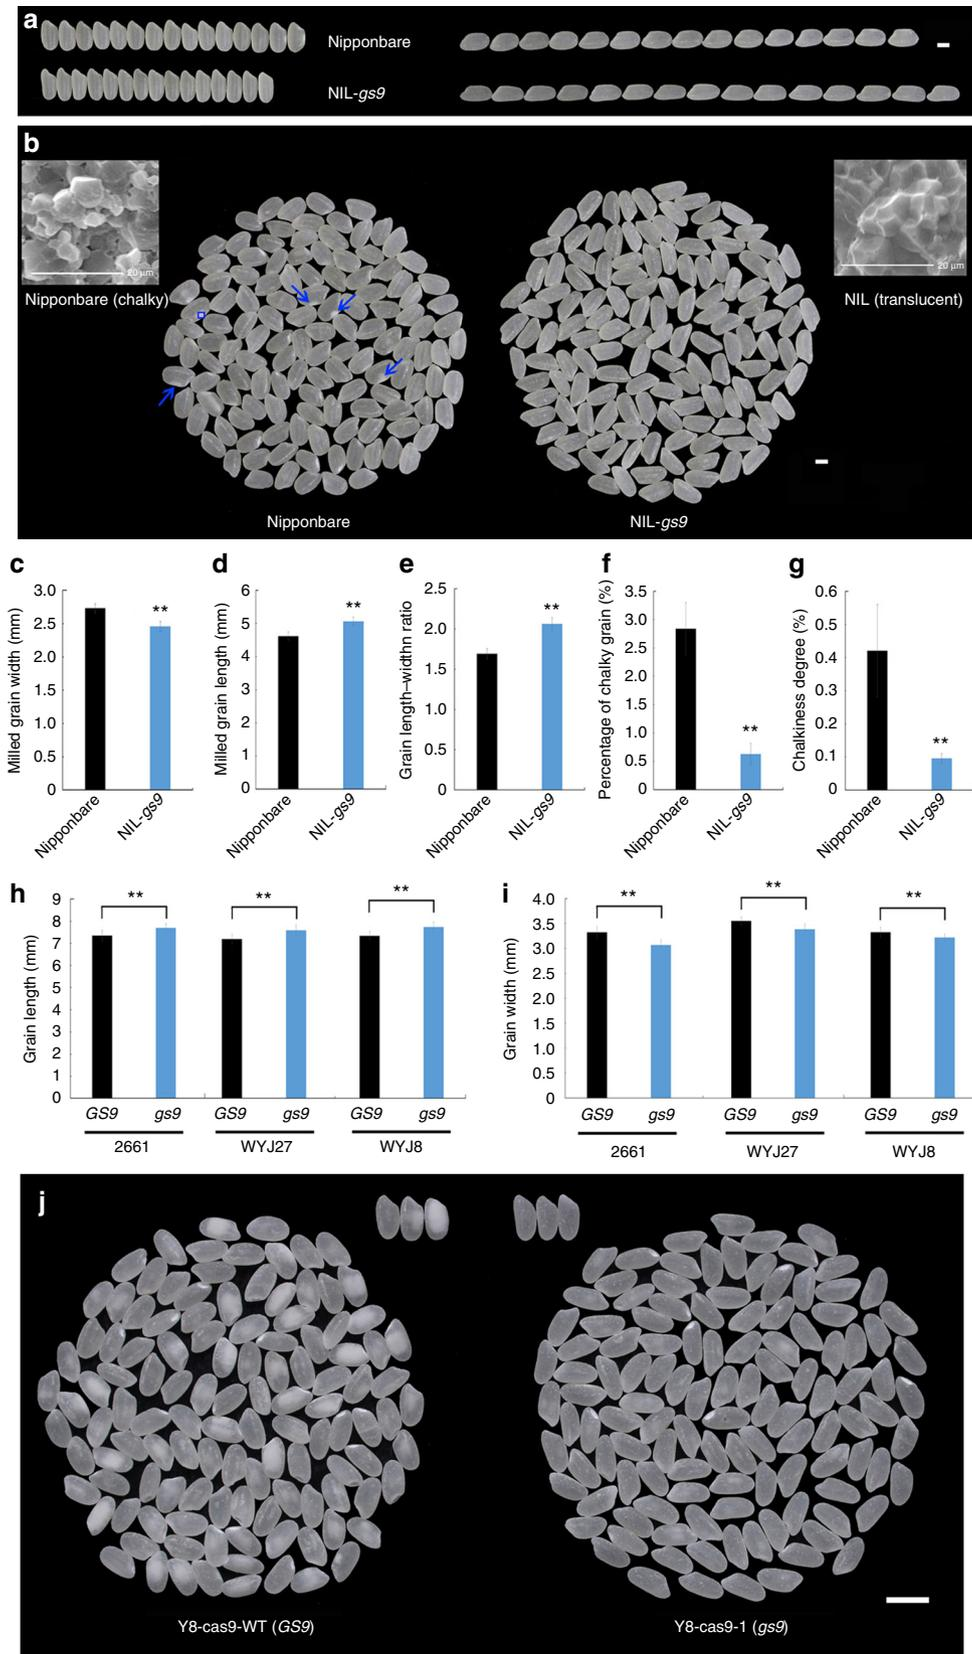 a
Nipponbare
NIL-gs9
b
20 µm
20 µm
Nipponbare (chalky)
NIL (translucent)
Nipponbare
NIL-gs9
c
d
e
f
g
Milled grain width (mm)
3.0
2.5
2.0
1.5
1.0
0.5
0
**
Nipponbare
NIL-gs9
Milled grain length (mm)
6
5
4
3
2
1
0
**
Nipponbare
NIL-gs9
Grain length–widthn ratio
2.5
2.0
1.5
1.0
0.5
0
**
Nipponbare
NIL-gs9
Percentage of chalky grain (%)
3.5
3.0
2.5
2.0
1.5
1.0
0.5
0
**
Nipponbare
NIL-gs9
Chalkiness degree (%)
0.6
0.5
0.4
0.3
0.2
0.1
0
**
Nipponbare
NIL-gs9
h
Grain length (mm)
9
8
7
6
5
4
3
2
1
0
** ** **
GS9 gs9 GS9 gs9 GS9 gs9
2661 WYJ27 WYJ8
i
Grain width (mm)
4.0
3.5
3.0
2.5
2.0
1.5
1.0
0.5
0
** ** **
GS9 gs9 GS9 gs9 GS9 gs9
2661 WYJ27 WYJ8
j
Y8-cas9-WT (GS9)
Y8-cas9-1 (gs9)